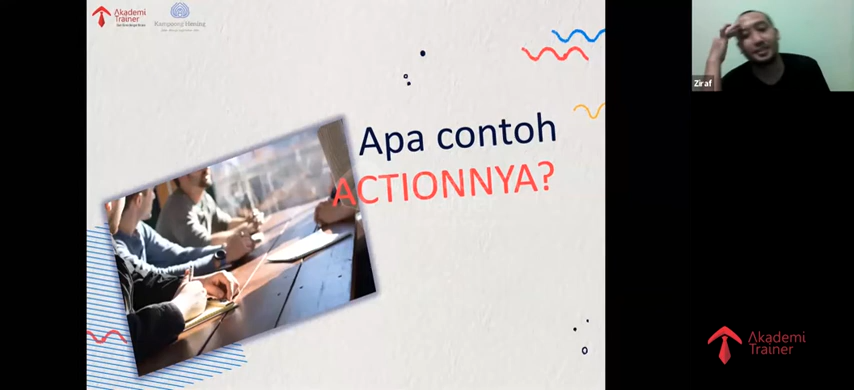 Akademi
Trainer
Kampoeng Hening
Ziraf
Apa contoh
ACTIONNYA?
Akademi
Trainer